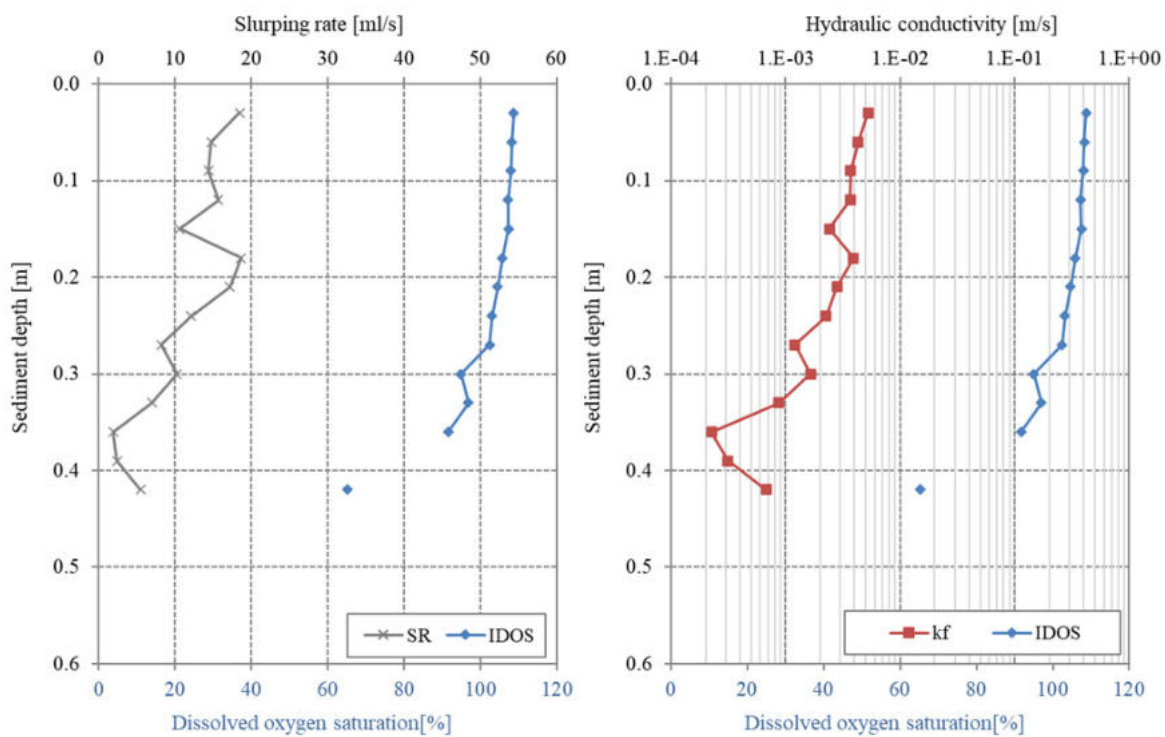 Slurping rate [ml/s]
0 10 20 30 40 50 60
0.0
0.1
0.2
0.3
0.4
0.5
0.6
Sediment depth [m]
SR IDOS
0 20 40 60 80 100 120
Dissolved oxygen saturation[%]
Hydraulic conductivity [m/s]
1.E-04 1.E-03 1.E-02 1.E-01 1.E+00
0.0
0.1
0.2
0.3
0.4
0.5
0.6
Sediment depth [m]
kf IDOS
0 20 40 60 80 100 120
Dissolved oxygen saturation[%]